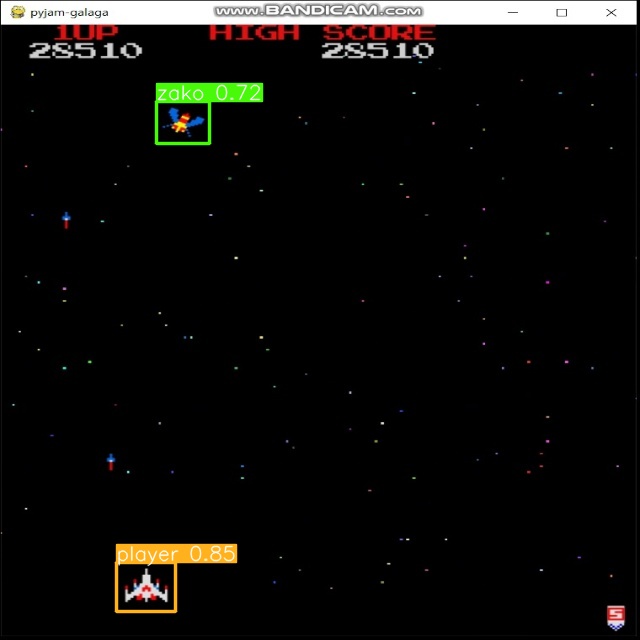 pyjam-galaga
www.BANDICAM.com
1UP HIGH SCORE
28510 28510
zako 0.72
player 0.85
5